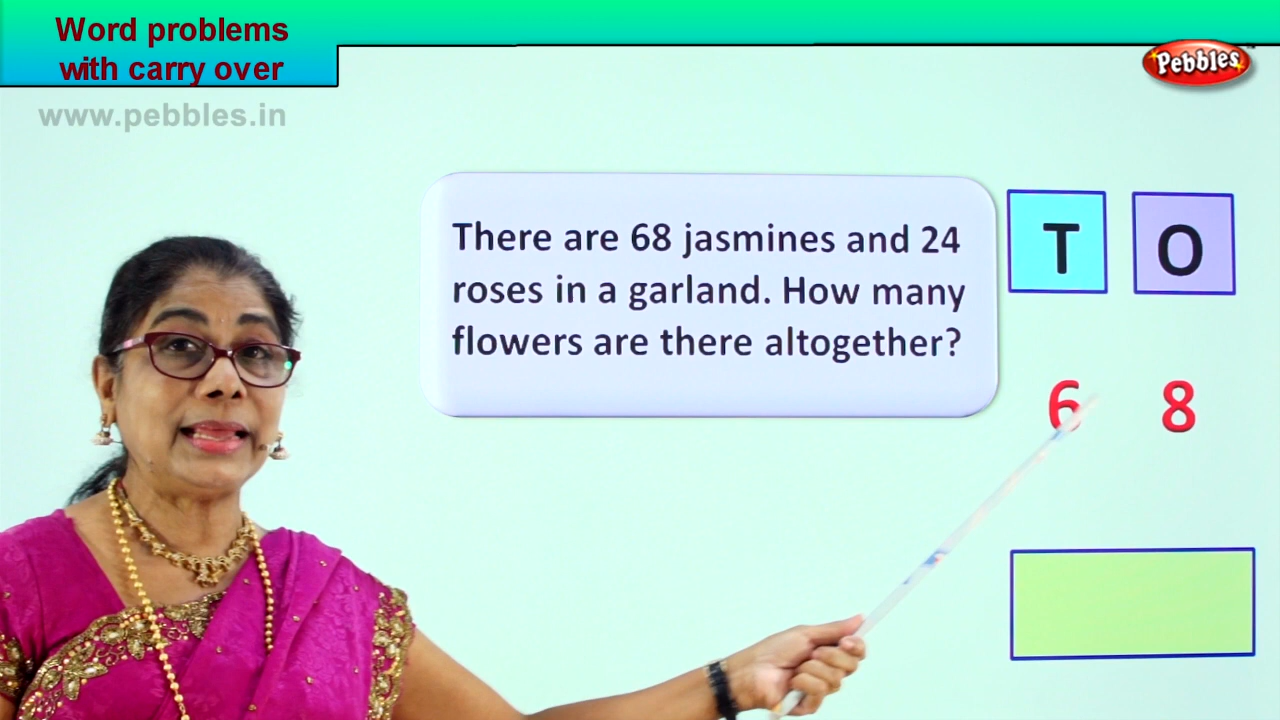 Word problems
with carry over
Pebbles
www.pebbles.in
There are 68 jasmines and 24
roses in a garland. How many
flowers are there altogether?
T O
6 8